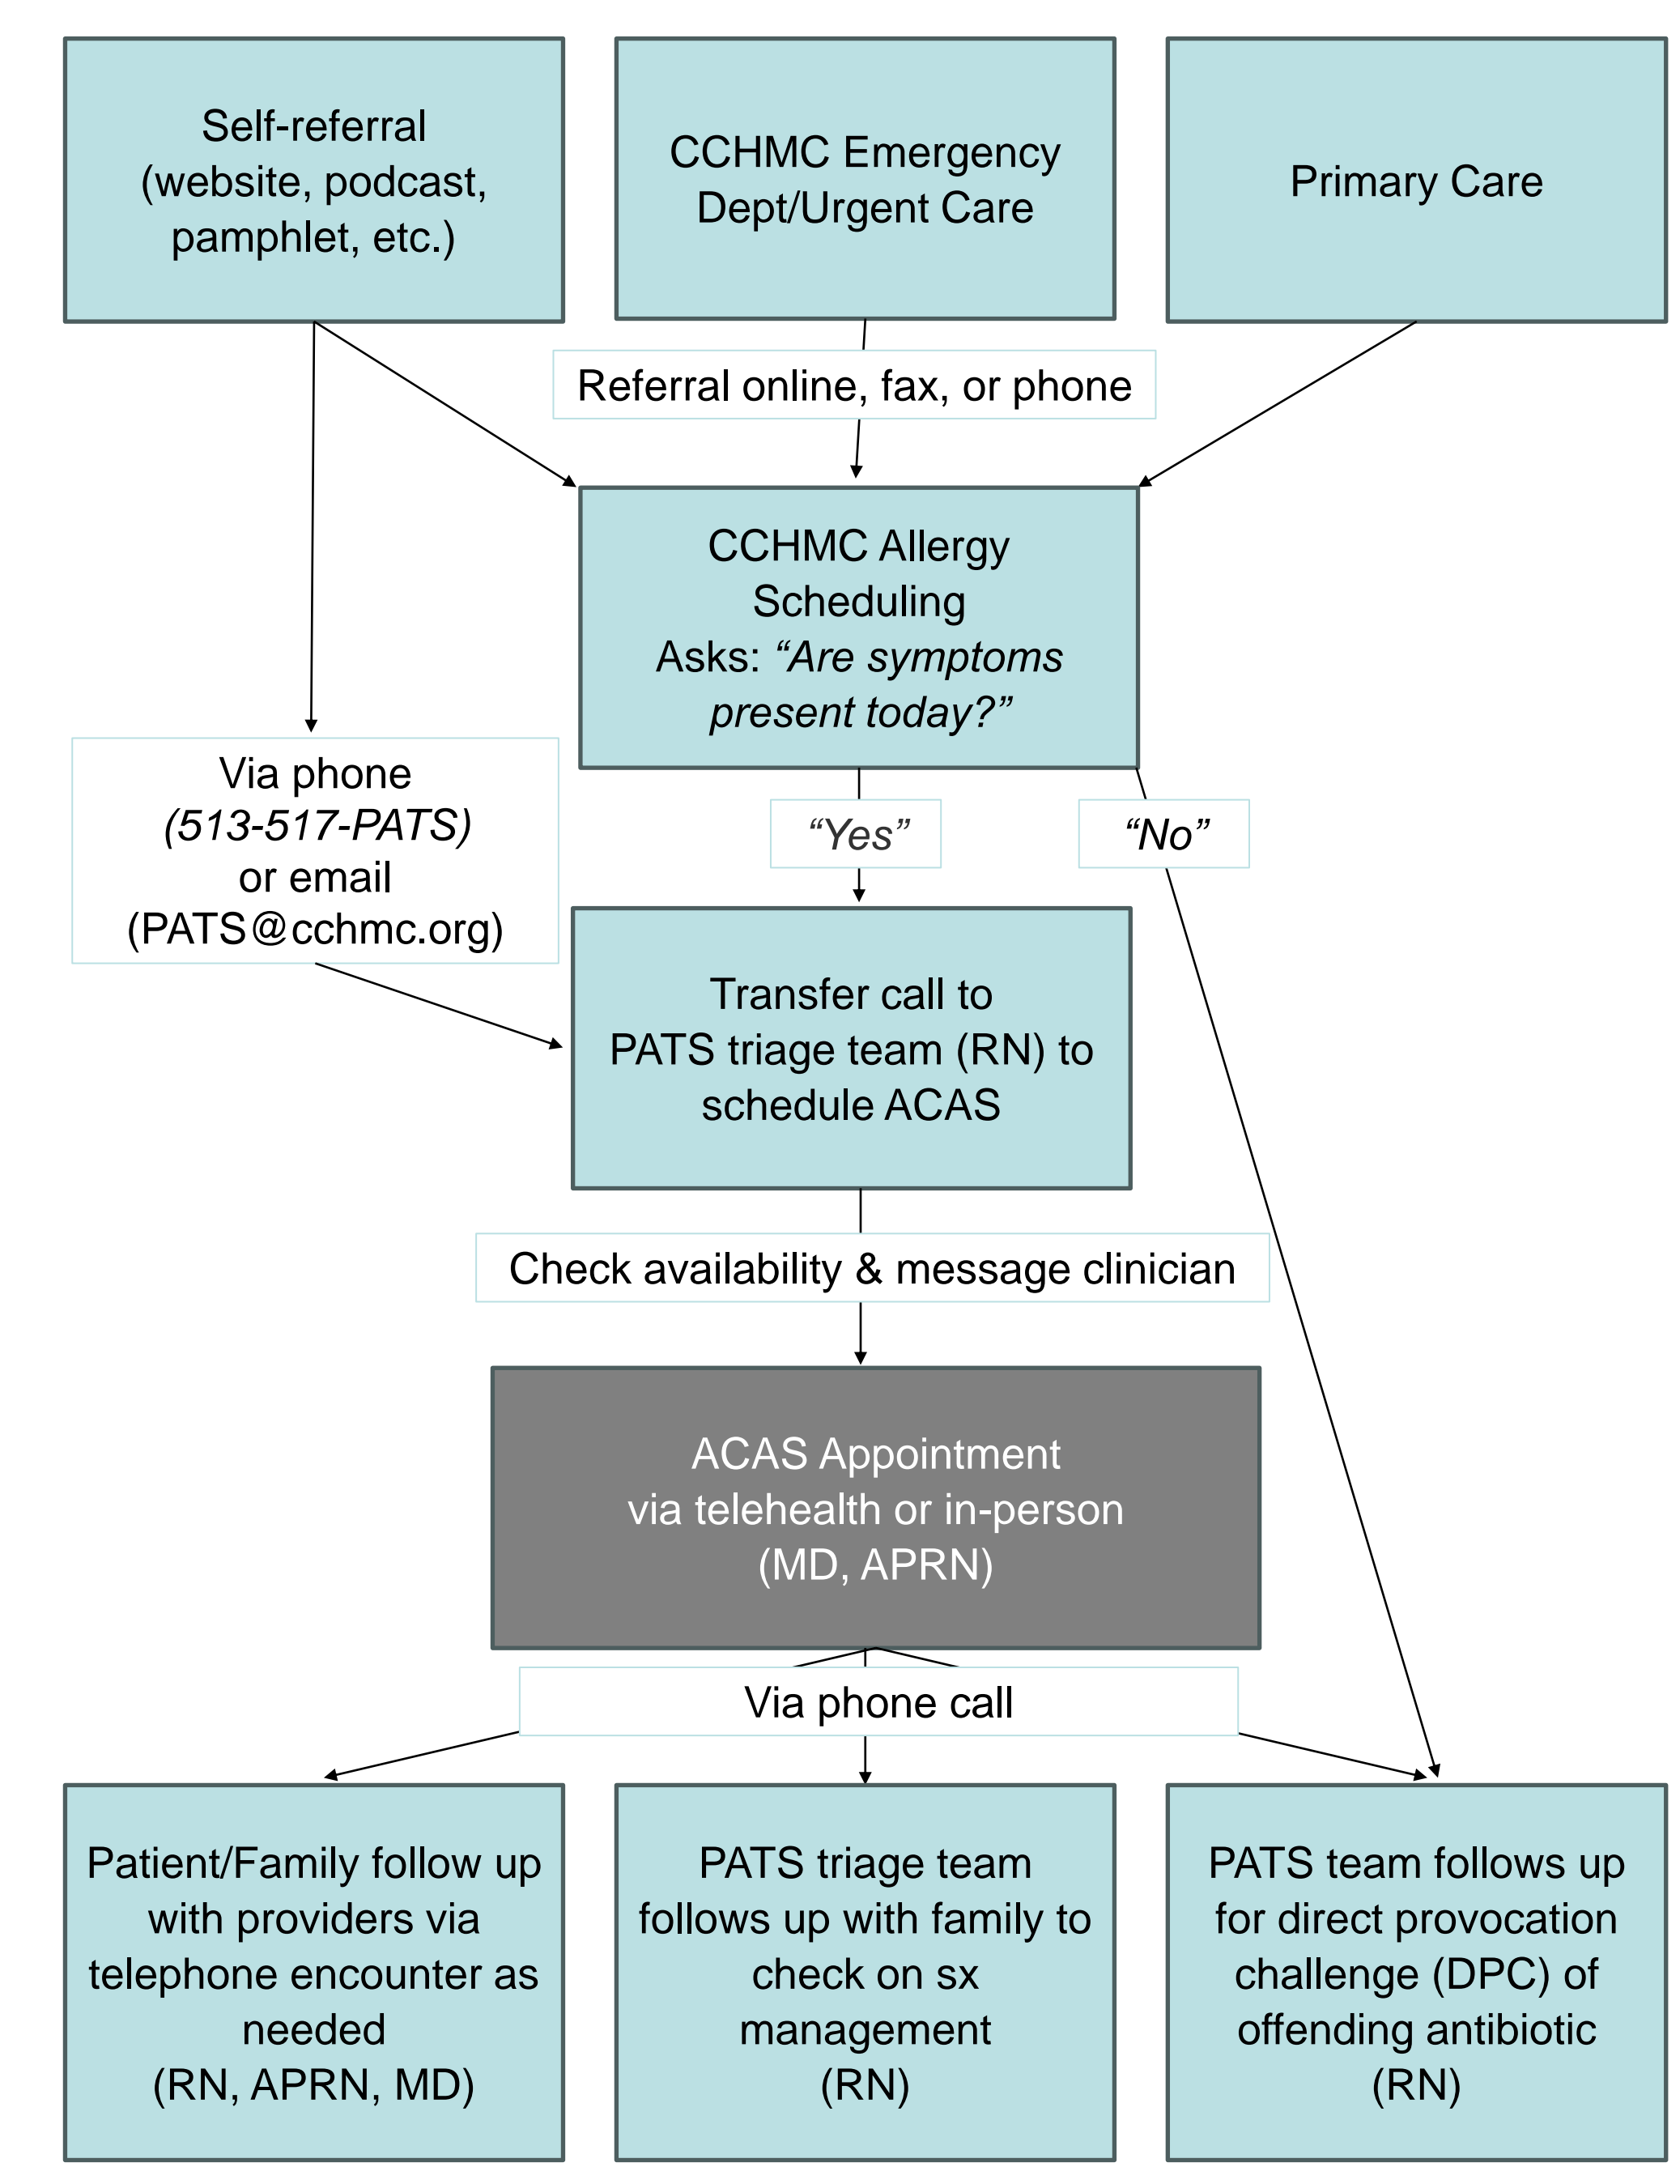 Self-referral
(website, podcast,
pamphlet, etc.)
CCHMC Emergency
Dept/Urgent Care
Primary Care
Referral online, fax, or phone
CCHMC Allergy
Scheduling
Asks: “Are symptoms
present today?”
Via phone
(513-517-PATS)
or email
(PATS@cchmc.org)
“Yes”
“No”
Transfer call to
PATS triage team (RN) to
schedule ACAS
Check availability & message clinician
ACAS Appointment
via telehealth or in-person
(MD, APRN)
Via phone call
Patient/Family follow up
with providers via
telephone encounter as
needed
(RN, APRN, MD)
PATS triage team
follows up with family to
check on sx
management
(RN)
PATS team follows up
for direct provocation
challenge (DPC) of
offending antibiotic
(RN)